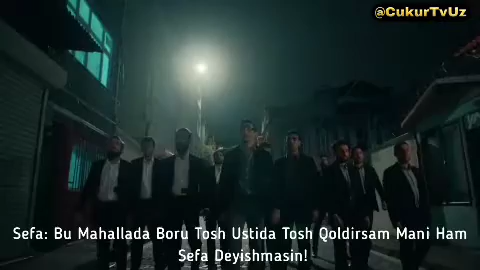 @CukurTvUz
Sefa: Bu Mahallada Boru Tosh Ustida Tosh Qoldirsam Mani Ham
Sefa Deyishmasin!